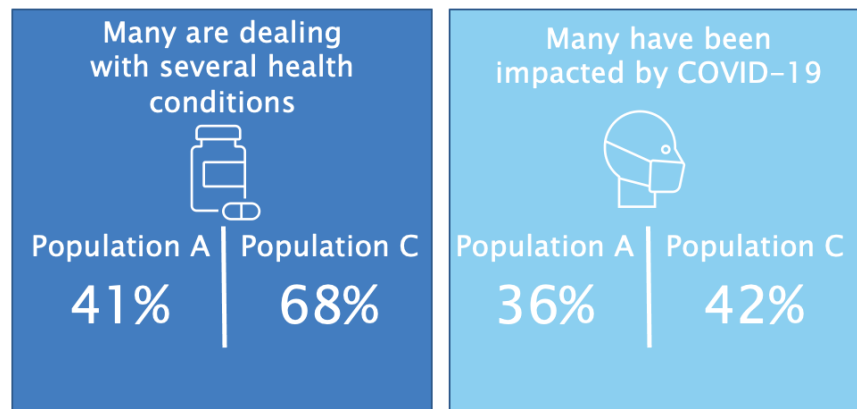 Many are dealing
with several health
conditions
Population A
Population C
41%
68%
Many have been
impacted by COVID-19
Population A
Population C
36%
42%